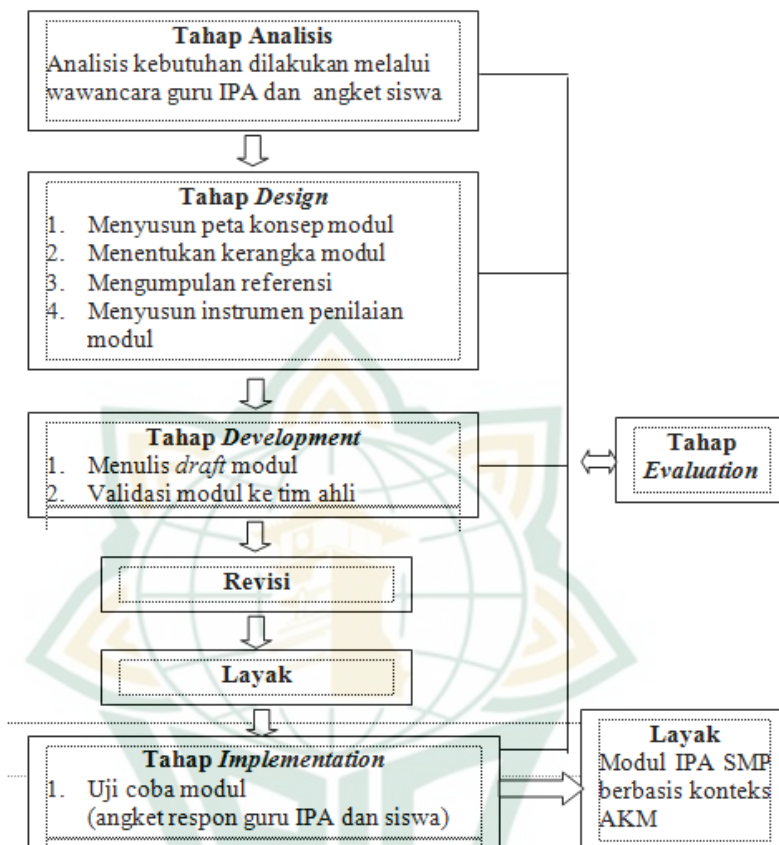 Tahap Analisis
Analisis kebutuhan dilakukan melalui
wawancara guru IPA dan angket siswa
Tahap Design
1. Menyusun peta konsep modul
2. Menentukan kerangka modul
3. Mengumpulan referensi
4. Menyusun instrumen penilaian
modul
Tahap Development
1. Menulis draft modul
2. Validasi modul ke tim ahli
Tahap
Evaluation
Revisi
Layak
Tahap Implementation
1. Uji coba modul
(angket respon guru IPA dan siswa)
Layak
Modul IPA SMP
berbasis konteks
AKM